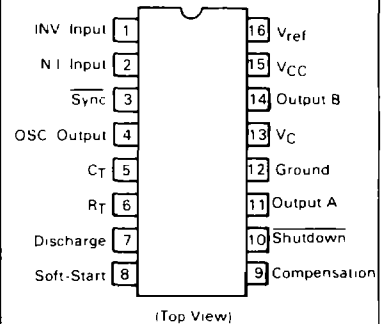 INV Input 1
16 Vref
NI Input 2
15 VCC
Sync 3
14 Output B
OSC Output 4
13 VC
CT 5
12 Ground
RT 6
11 Output A
Discharge 7
10 Shutdown
Soft-Start 8
9 Compensation
(Top View)